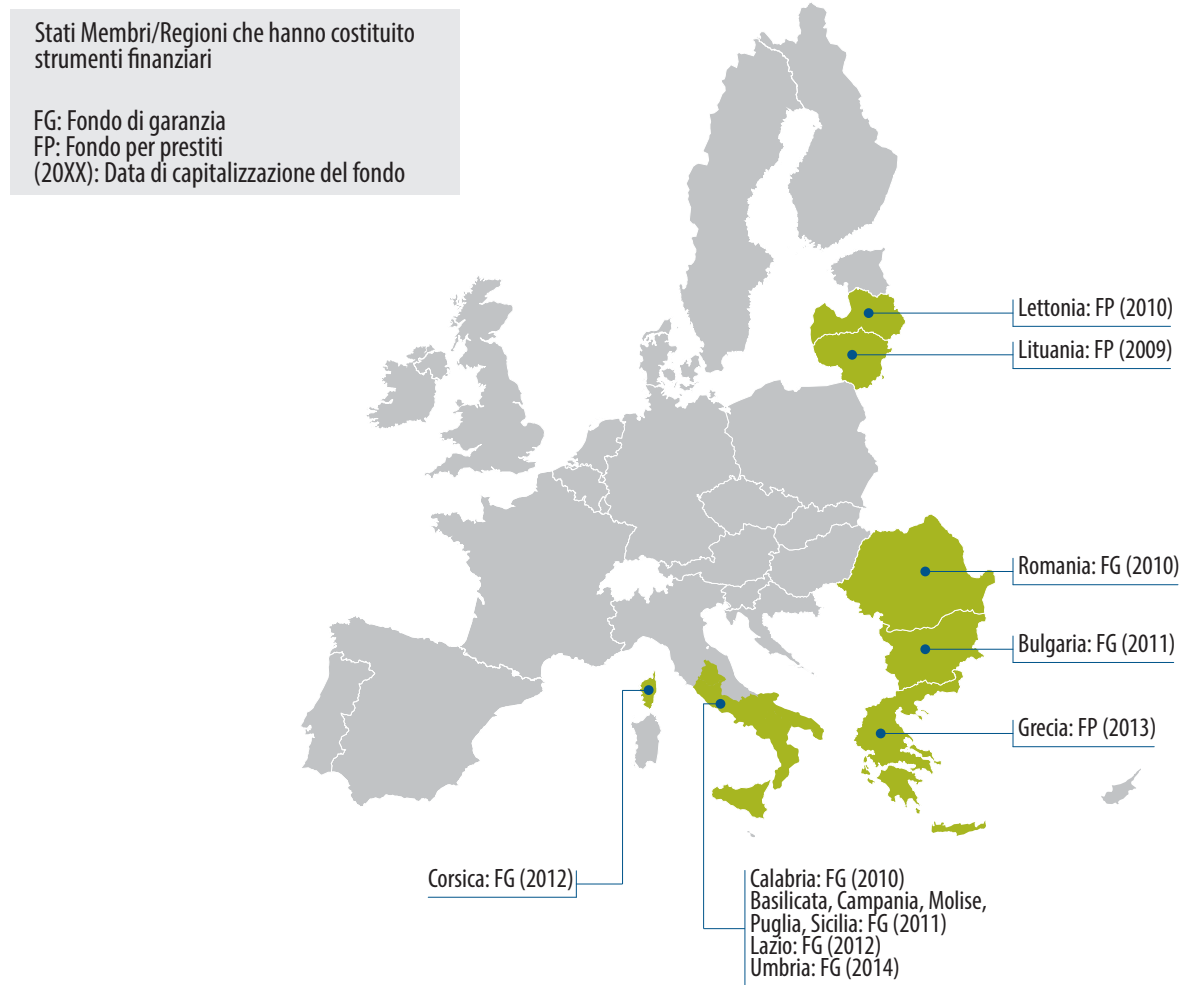 Stati Membri/Regioni che hanno costituito
strumenti finanziari
FG: Fondo di garanzia
FP: Fondo per prestiti
(20XX): Data di capitalizzazione del fondo
Lettonia: FP (2010)
Lituania: FP (2009)
Romania: FG (2010)
Bulgaria: FG (2011)
Grecia: FP (2013)
Corsica: FG (2012)
Calabria: FG (2010)
Basilicata, Campania, Molise,
Puglia, Sicilia: FG (2011)
Lazio: FG (2012)
Umbria: FG (2014)